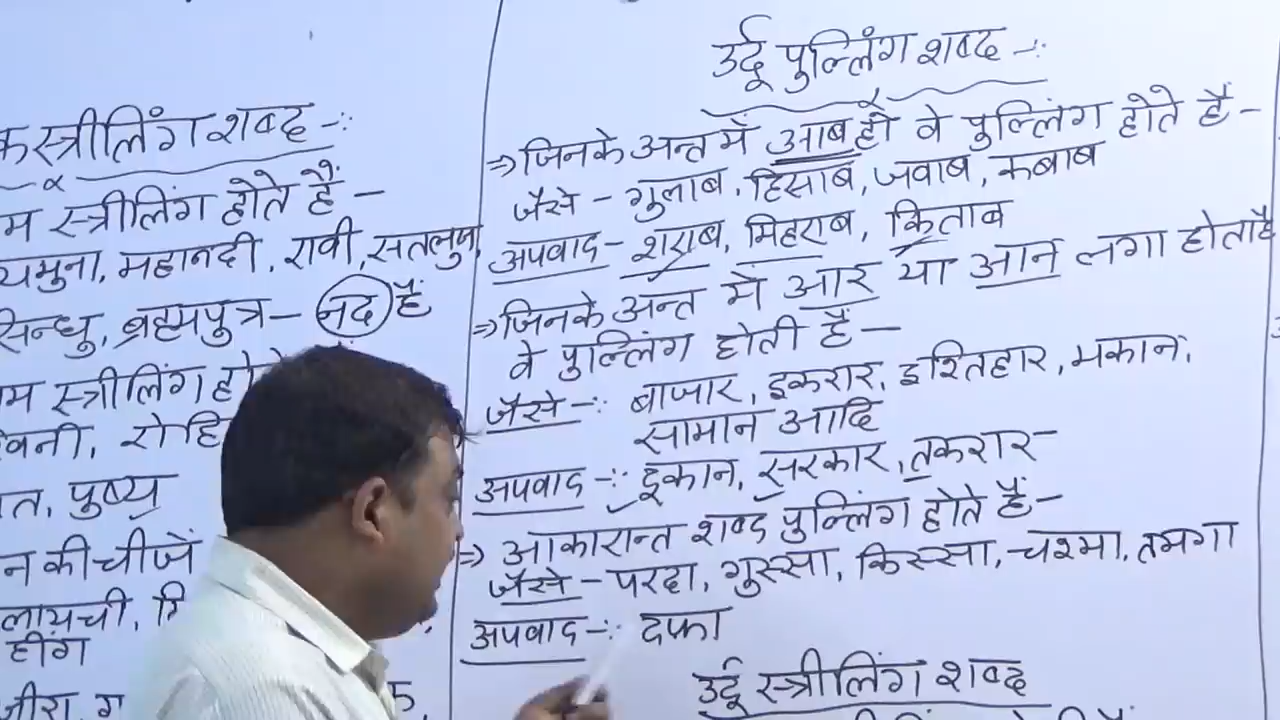 स्त्रीलिंग शब्द -:
स्त्रीलिंग होते हैं -
यमुना, महानदी, रावी, सतलुज,
सिन्धु, ब्रह्मपुत्र - नद हैं
स्त्रीलिंग
पुष्य
की चीजें
हींग
जीरा,
उर्दू पुल्लिंग शब्द -:
⇒ जिनके अन्त में आब हो वे पुल्लिंग होते है -
जैसे - गुलाब, हिसाब, जवाब, कबाब
अपवाद - शराब, मिहराब, किताब
⇒ जिनके अन्त में आर या आन लगा होता है
वे पुल्लिंग होती हैं -
जैसे -: बाजार, इकरार, इश्तिहार, मकान,
सामान आदि
अपवाद -: दूकान, सरकार, तकरार -
⇒ आकारान्त शब्द पुल्लिंग होते हैं -
जैसे - परदा, गुस्सा, किस्सा, चश्मा, तमगा
अपवाद -: दफा
उर्दू स्त्रीलिंग शब्द